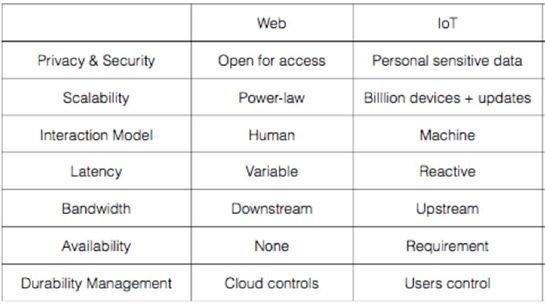 Web IoT
Privacy & Security Open for access Personal sensitive data
Scalability Power-law Billlion devices + updates
Interaction Model Human Machine
Latency Variable Reactive
Bandwidth Downstream Upstream
Availability None Requirement
Durability Management Cloud controls Users control